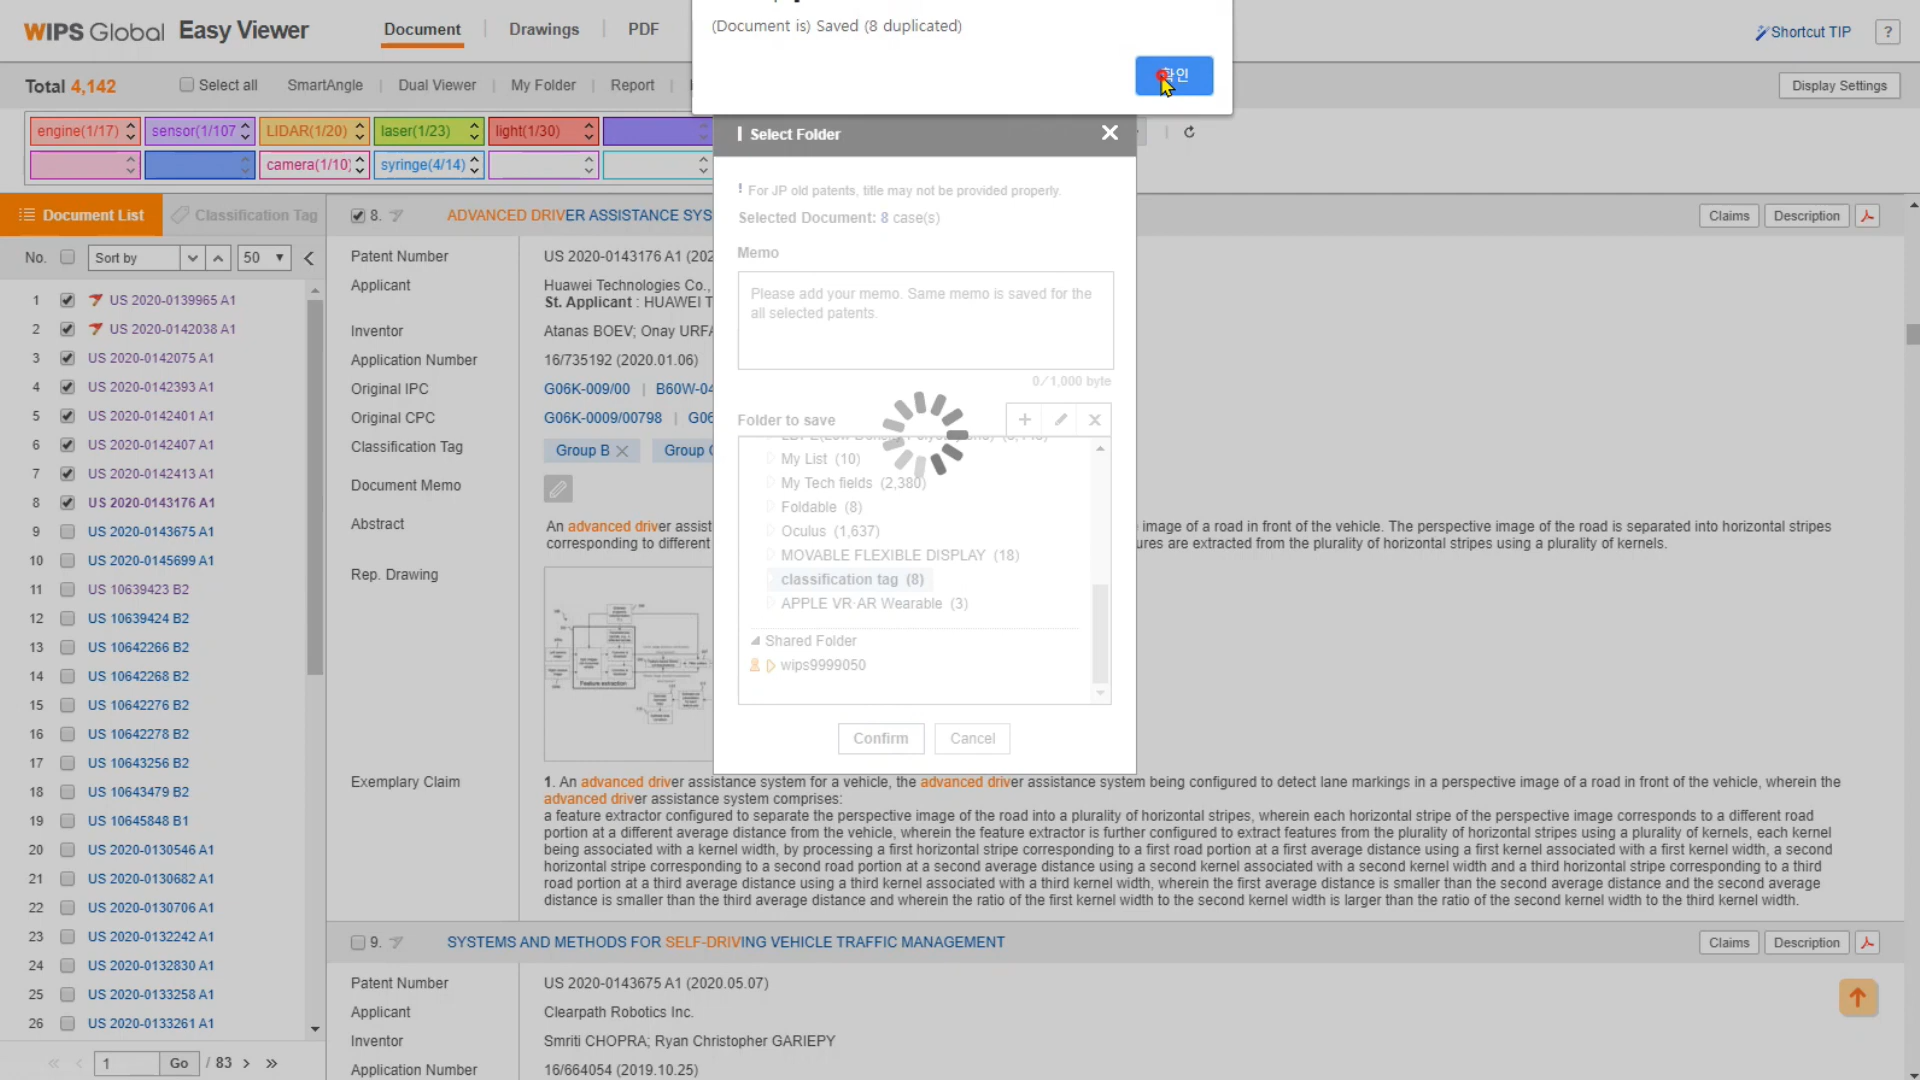 WIPS Global Easy Viewer
Document
Drawings
PDF
(Document is) Saved (8 duplicated)
확인
Shortcut TIP
?
Total 4,142
Select all
SmartAngle
Dual Viewer
My Folder
Report
Display Settings
engine(1/17)
sensor(1/107
LIDAR(1/20)
laser(1/23)
light(1/30)
camera(1/10)
syringe(4/14)
Select Folder
! For JP old patents, title may not be provided properly.
Selected Document: 8 case(s)
Memo
Please add your memo. Same memo is saved for the
all selected patents.
0/1,000 byte
Folder to save
My List (10)
My Tech fields (2,380)
Foldable (8)
Oculus (1,637)
MOVABLE FLEXIBLE DISPLAY (18)
classification tag (8)
APPLE VR·AR Wearable (3)
Shared Folder
wips9999050
Confirm
Cancel
Document List
Classification Tag
No.
Sort by
50
1 US 2020-0139965 A1
2 US 2020-0142038 A1
3 US 2020-0142075 A1
4 US 2020-0142393 A1
5 US 2020-0142401 A1
6 US 2020-0142407 A1
7 US 2020-0142413 A1
8 US 2020-0143176 A1
9 US 2020-0143675 A1
10 US 2020-0145699 A1
11 US 10639423 B2
12 US 10639424 B2
13 US 10642266 B2
14 US 10642268 B2
15 US 10642276 B2
16 US 10642278 B2
17 US 10643256 B2
18 US 10643479 B2
19 US 10645848 B1
20 US 2020-0130546 A1
21 US 2020-0130682 A1
22 US 2020-0130706 A1
23 US 2020-0132242 A1
24 US 2020-0132830 A1
25 US 2020-0133258 A1
26 US 2020-0133261 A1
1 Go / 83
8. ADVANCED DRIVER ASSISTANCE SYS
Claims
Description
Patent Number US 2020-0143176 A1 (202
Applicant Huawei Technologies Co.,
St. Applicant : HUAWEI T
Inventor Atanas BOEV; Onay URFA
Application Number 16/735192 (2020.01.06)
Original IPC G06K-009/00 | B60W-04
Original CPC G06K-0009/00798 | G06
Classification Tag Group B Group
Document Memo
Abstract An advanced driver assist image of a road in front of the vehicle. The perspective image of the road is separated into horizontal stripes
corresponding to different ures are extracted from the plurality of horizontal stripes using a plurality of kernels.
Rep. Drawing
Feature extraction
Exemplary Claim 1. An advanced driver assistance system for a vehicle, the advanced driver assistance system being configured to detect lane markings in a perspective image of a road in front of the vehicle, wherein the
advanced driver assistance system comprises:
a feature extractor configured to separate the perspective image of the road into a plurality of horizontal stripes, wherein each horizontal stripe of the perspective image corresponds to a different road
portion at a different average distance from the vehicle, wherein the feature extractor is further configured to extract features from the plurality of horizontal stripes using a plurality of kernels, each kernel
being associated with a kernel width, by processing a first horizontal stripe corresponding to a first road portion at a first average distance using a first kernel associated with a first kernel width, a second
horizontal stripe corresponding to a second road portion at a second average distance using a second kernel associated with a second kernel width and a third horizontal stripe corresponding to a third
road portion at a third average distance using a third kernel associated with a third kernel width, wherein the first average distance is smaller than the second average distance and the second average
distance is smaller than the third average distance and wherein the ratio of the first kernel width to the second kernel width is larger than the ratio of the second kernel width to the third kernel width.
9. SYSTEMS AND METHODS FOR SELF-DRIVING VEHICLE TRAFFIC MANAGEMENT
Claims
Description
Patent Number US 2020-0143675 A1 (2020.05.07)
Applicant Clearpath Robotics Inc.
Inventor Smriti CHOPRA; Ryan Christopher GARIEPY
Application Number 16/664054 (2019.10.25)